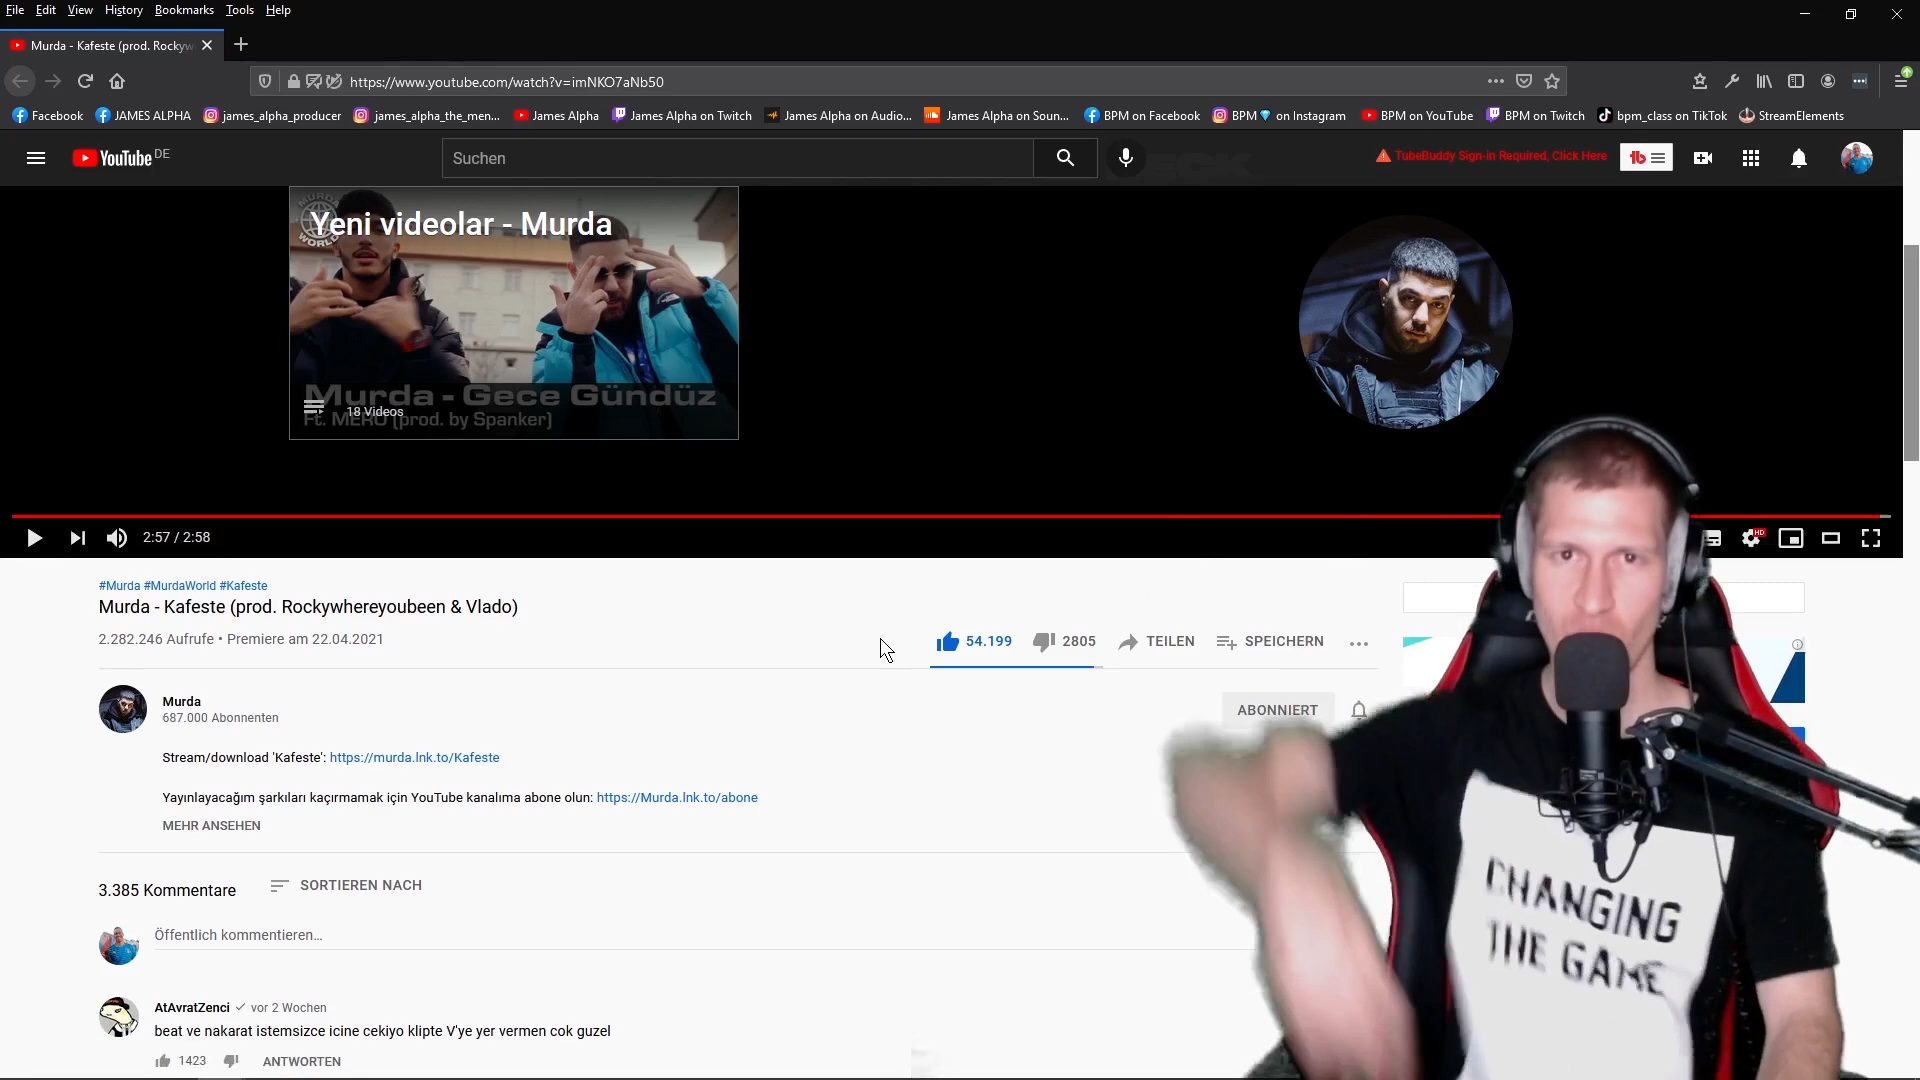 File Edit View History Bookmarks Tools Help
Murda - Kafeste (prod. Rockyw
https://www.youtube.com/watch?v=imNKO7aNb50
Facebook JAMES ALPHA james_alpha_producer james_alpha_the_men... James Alpha James Alpha on Twitch James Alpha on Audio... James Alpha on Soun... BPM on Facebook BPM💎 on Instagram BPM on YouTube BPM on Twitch bpm_class on TikTok StreamElements
YouTube DE
Suchen
TubeBuddy Sign-in Required, Click Here
tb
MURDA WORLD
Yeni videolar - Murda
Murda - Gece Gündüz
18 Videos
Ft. MERO (prod. by Spanker)
2:57 / 2:58
HD
#Murda #MurdaWorld #Kafeste
Murda - Kafeste (prod. Rockywhereyoubeen & Vlado)
2.282.246 Aufrufe • Premiere am 22.04.2021
54.199 2805 TEILEN SPEICHERN
Murda
687.000 Abonnenten
ABONNIERT
Stream/download 'Kafeste': https://murda.lnk.to/Kafeste
Yayınlayacağım şarkıları kaçırmamak için YouTube kanalıma abone olun: https://Murda.lnk.to/abone
MEHR ANSEHEN
3.385 Kommentare SORTIEREN NACH
Öffentlich kommentieren...
AtAvratZenci vor 2 Wochen
beat ve nakarat istemsizce icine cekiyo klipte V'ye yer vermen cok guzel
1423 ANTWORTEN
CHANGING
THE GAME